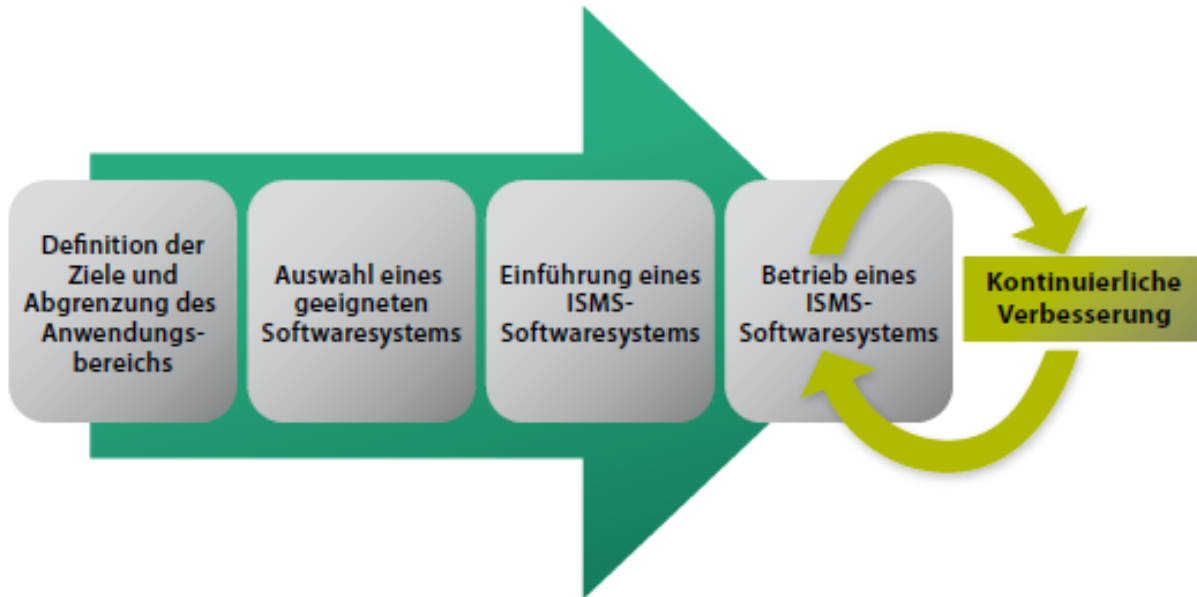 Definition der
Ziele und
Abgrenzung des
Anwendungs-
bereichs
Auswahl eines
geeigneten
Softwaresystems
Einführung eines
ISMS-
Softwaresystems
Betrieb eines
ISMS-
Softwaresystems
Kontinuierliche
Verbesserung